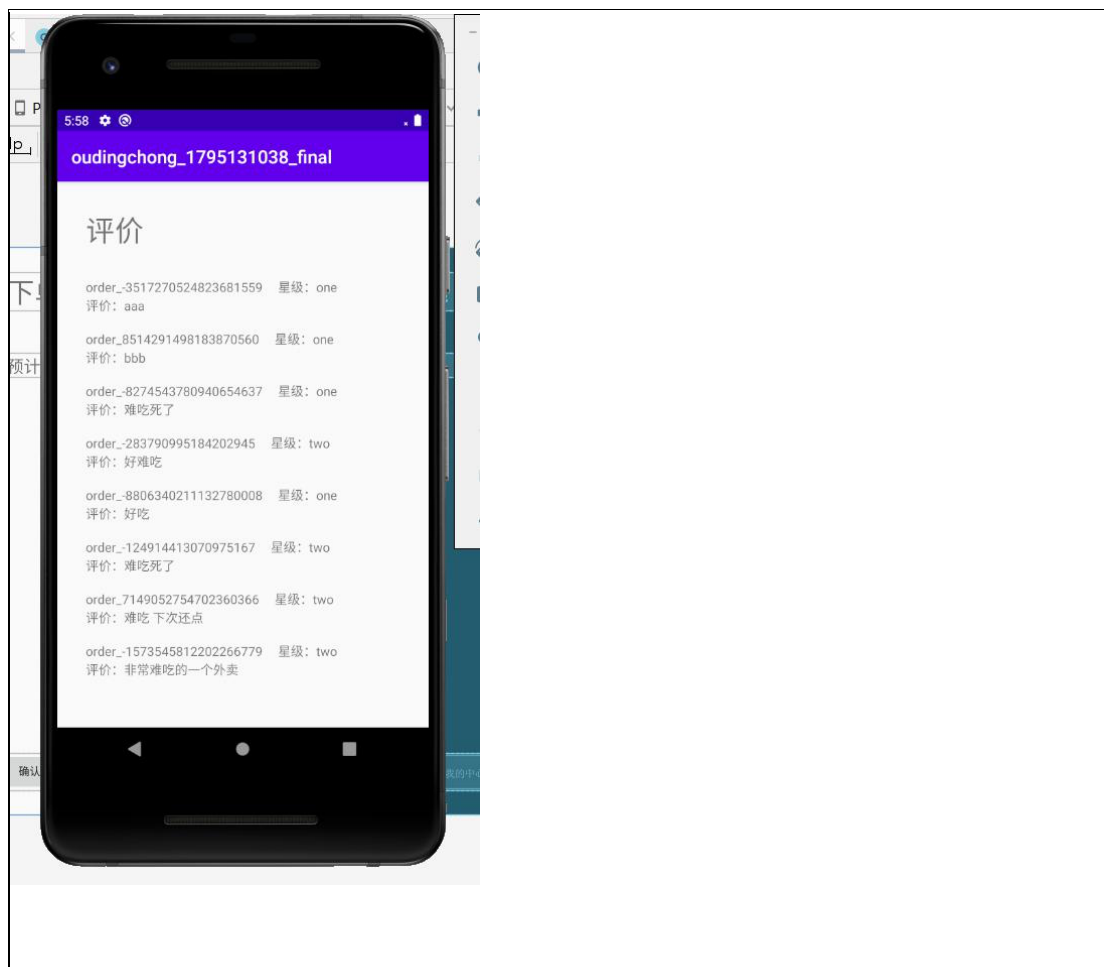 5:58
oudingchong_1795131038_final
评价
order_-3517270524823681559 星级：one
评价：aaa
order_8514291498183870560 星级：one
评价：bbb
order_-8274543780940654637 星级：one
评价：难吃死了
order_-283790995184202945 星级：two
评价：好难吃
order_-8806340211132780008 星级：one
评价：好吃
order_-124914413070975167 星级：two
评价：难吃死了
order_7149052754702360366 星级：two
评价：难吃 下次还点
order_-1573545812202266779 星级：two
评价：非常难吃的一个外卖
预计
确认